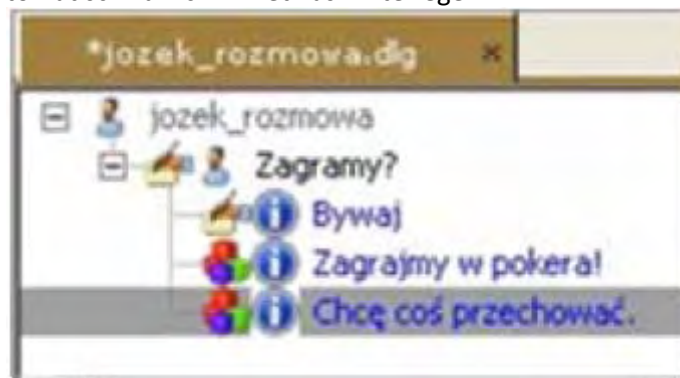 *jozek_rozmowa.dlg
jozek_rozmowa
Zagramy?
Bywaj
Zagrajmy w pokera!
Chcę coś przechować.